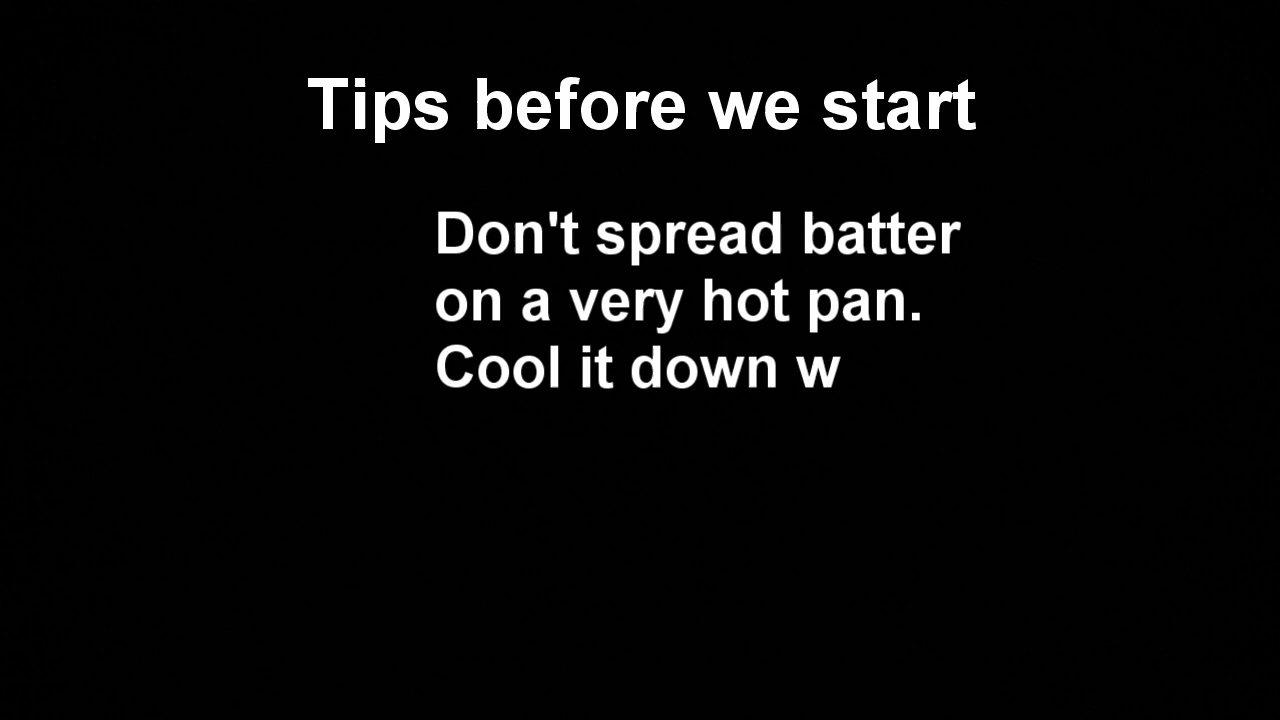 Tips before we start
Don't spread batter
on a very hot pan.
Cool it down w